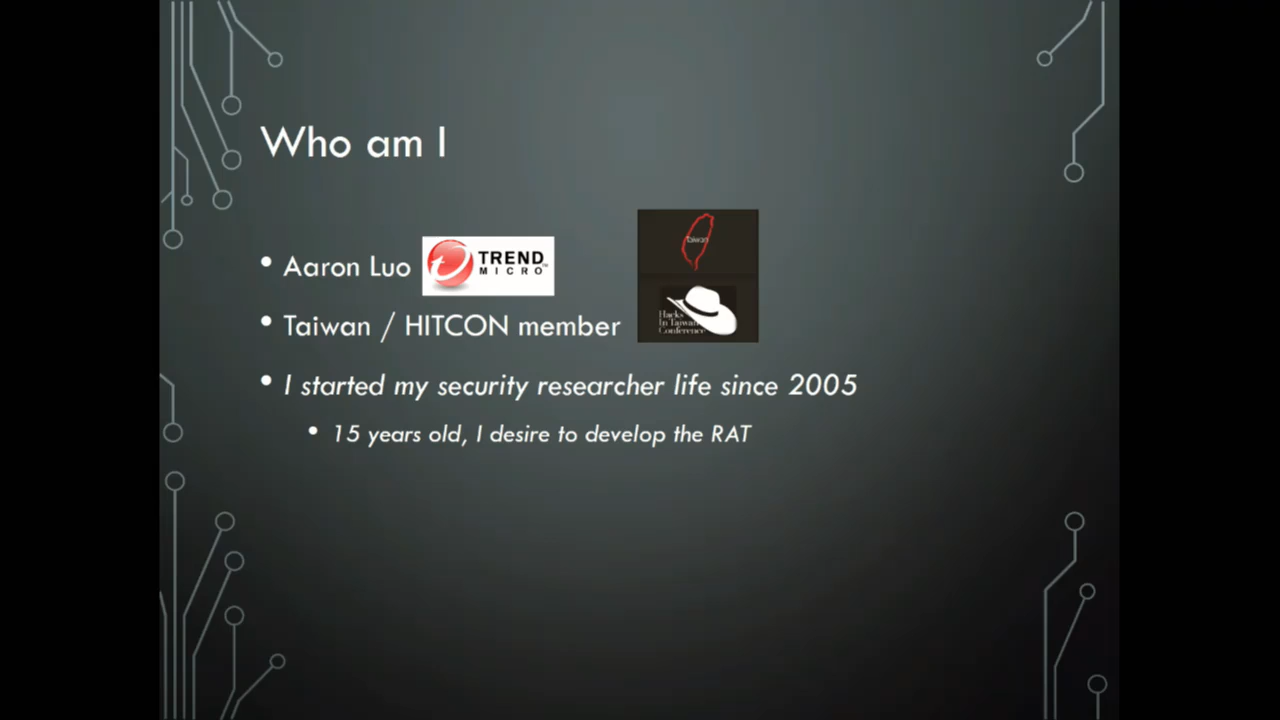 Who am I
Aaron Luo
TREND
MICRO
Taiwan
Taiwan / HITCON member
Hacks
In Taiwan
Conference
I started my security researcher life since 2005
15 years old, I desire to develop the RAT